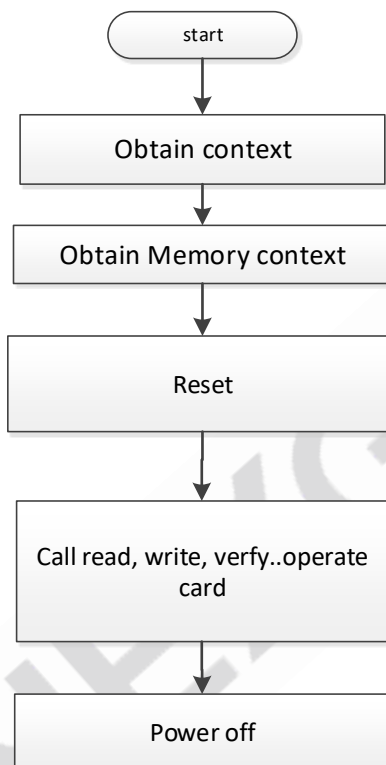 start
Obtain context
Obtain Memory context
Reset
Call read, write, verfy..operate
card
Power off